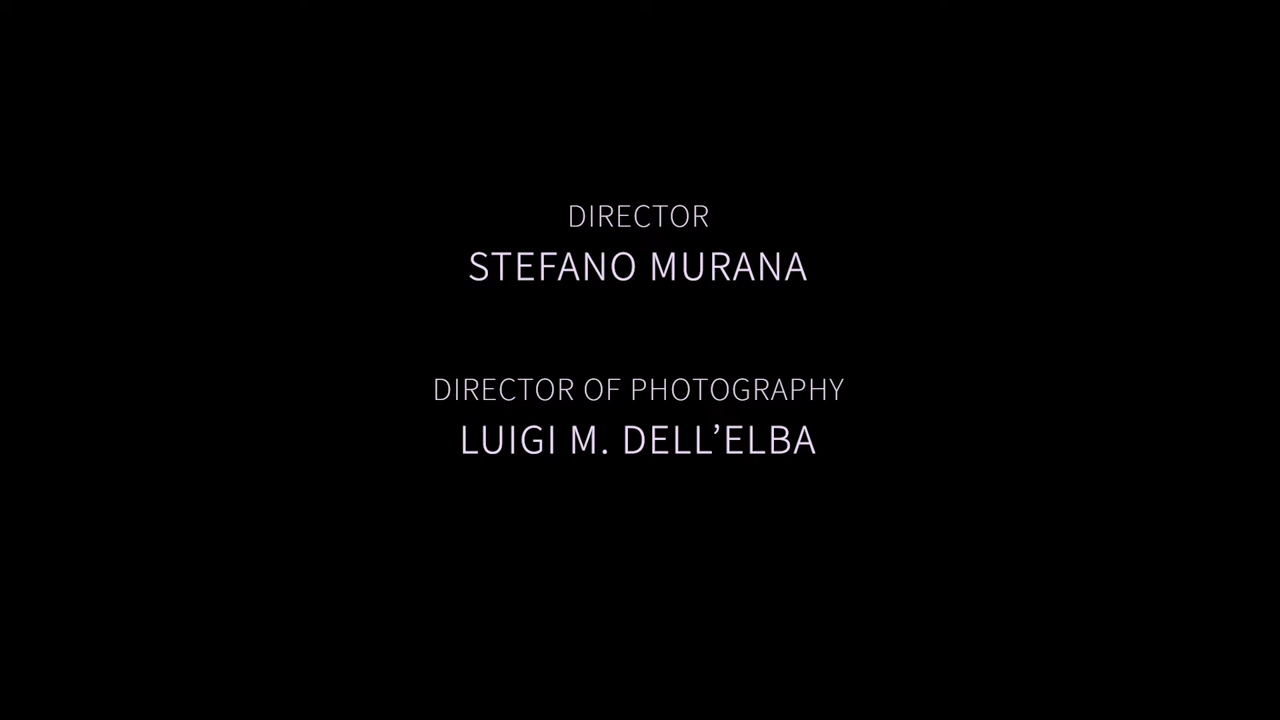 DIRECTOR
STEFANO MURANA
DIRECTOR OF PHOTOGRAPHY
LUIGI M. DELL’ELBA